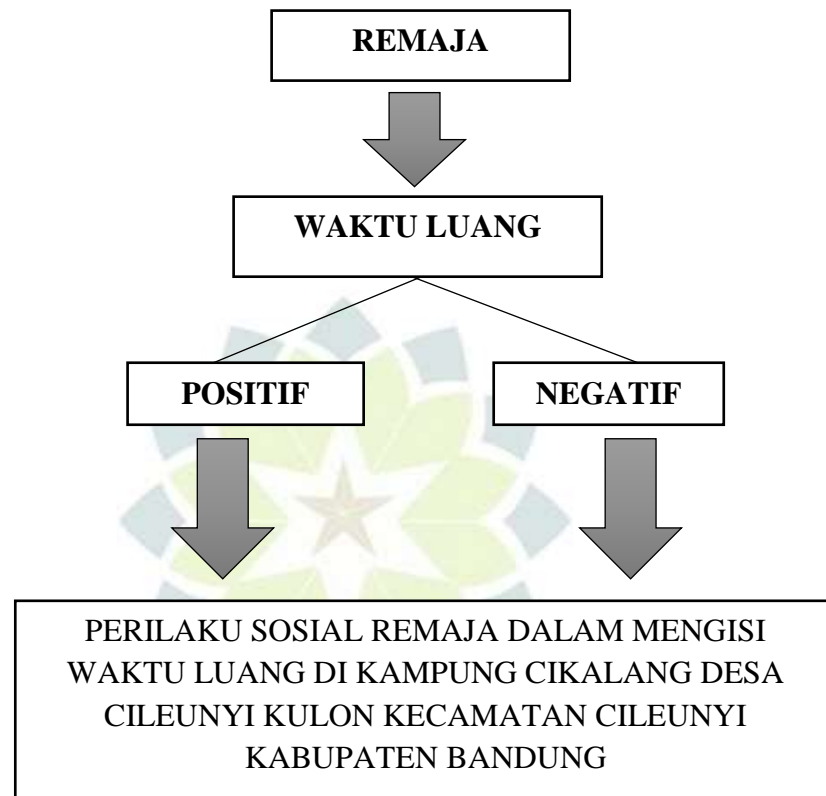 REMAJA
WAKTU LUANG
POSITIF
NEGATIF
PERILAKU SOSIAL REMAJA DALAM MENGISI
WAKTU LUANG DI KAMPUNG CIKALANG DESA
CILEUNYI KULON KECAMATAN CILEUNYI
KABUPATEN BANDUNG